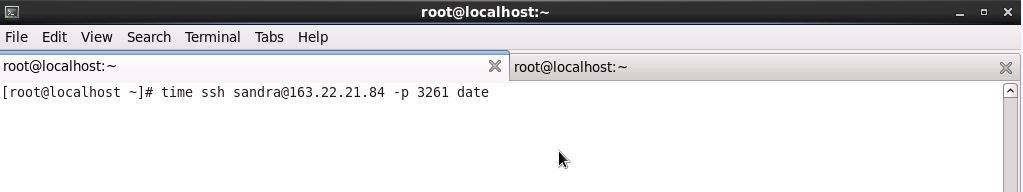 root@localhost:~
File Edit View Search Terminal Tabs Help
root@localhost:~ root@localhost:~
[root@localhost ~]# time ssh sandra@163.22.21.84 -p 3261 date